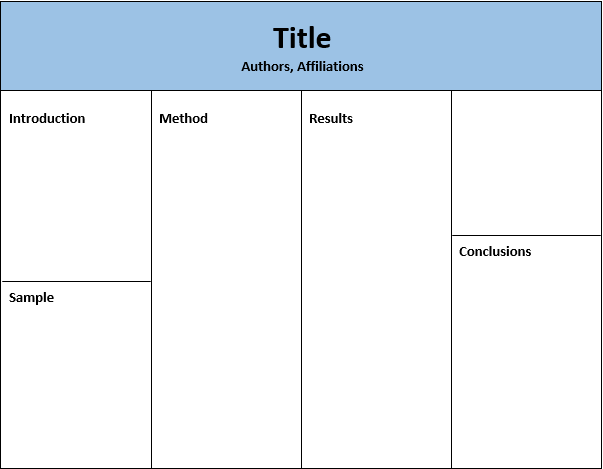 Title
Authors, Affiliations
Introduction
Sample
Method
Results
Conclusions